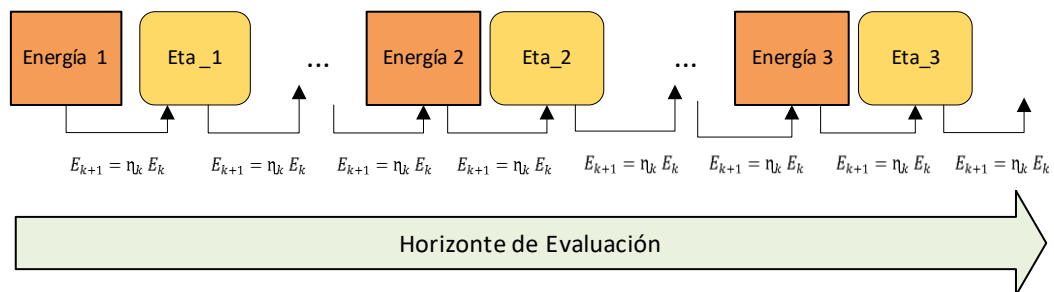 Energía 1
Eta _1
...
Energía 2
Eta_2
...
Energía 3
Eta_3
E_{k+1} = η_k E_k
E_{k+1} = η_k E_k
E_{k+1} = η_k E_k
E_{k+1} = η_k E_k
E_{k+1} = η_k E_k
E_{k+1} = η_k E_k
E_{k+1} = η_k E_k
E_{k+1} = η_k E_k
Horizonte de Evaluación